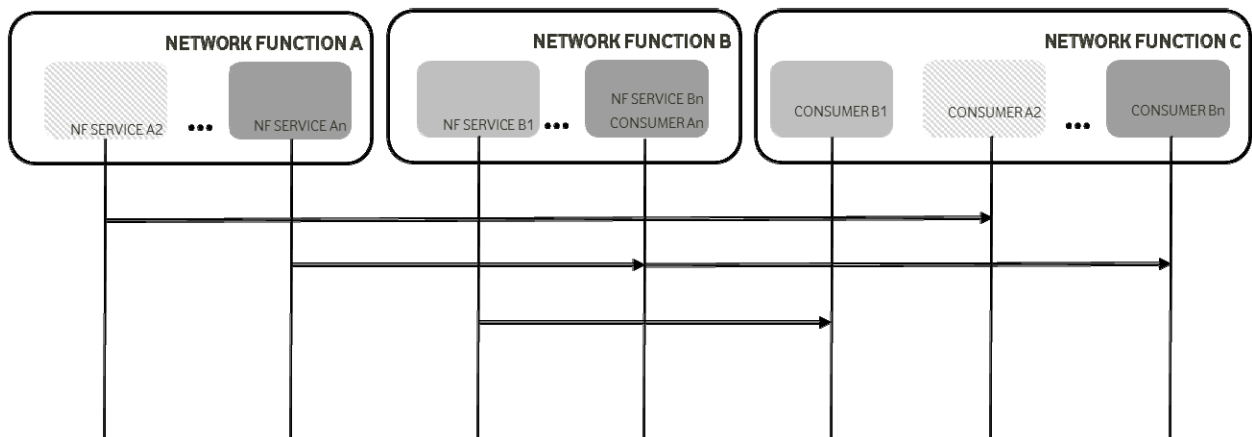 NETWORK FUNCTION A
NF SERVICE A2
...
NF SERVICE An
NETWORK FUNCTION B
NF SERVICE B1
...
NF SERVICE Bn
CONSUMER An
NETWORK FUNCTION C
CONSUMER B1
CONSUMER A2
...
CONSUMER Bn